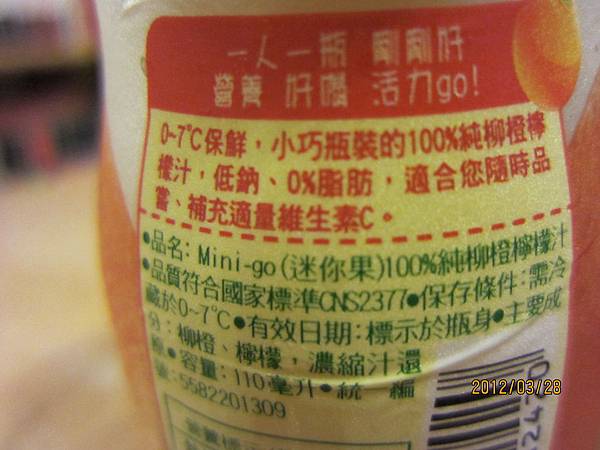 一人一瓶 剛剛好
營養 好喝 活力go!
0~7℃保鮮，小巧瓶裝的100%純柳橙檸
檬汁，低鈉、0%脂肪，適合您隨時品
嘗、補充適量維生素C。
●品名: Mini-go(迷你果)100%純柳橙檸檬汁
●品質符合國家標準CNS2377●保存條件:需冷
藏於0~7℃●有效日期:標示於瓶身●主要成
分:柳橙、檸檬，濃縮汁還
原●容量:110毫升●統一編
號:5582201309
2012/03/28